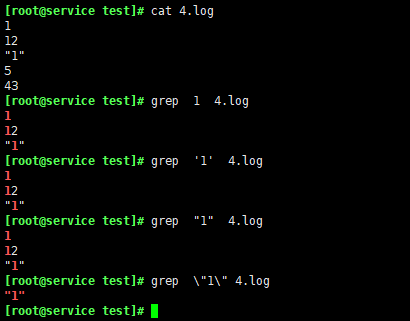 [root@service test]# cat 4.log
1
12
"1"
5
43
[root@service test]# grep  1  4.log
1
12
"1"
[root@service test]# grep  '1'  4.log
1
12
"1"
[root@service test]# grep  "1"  4.log
1
12
"1"
[root@service test]# grep  \"1\" 4.log
"1"
[root@service test]#